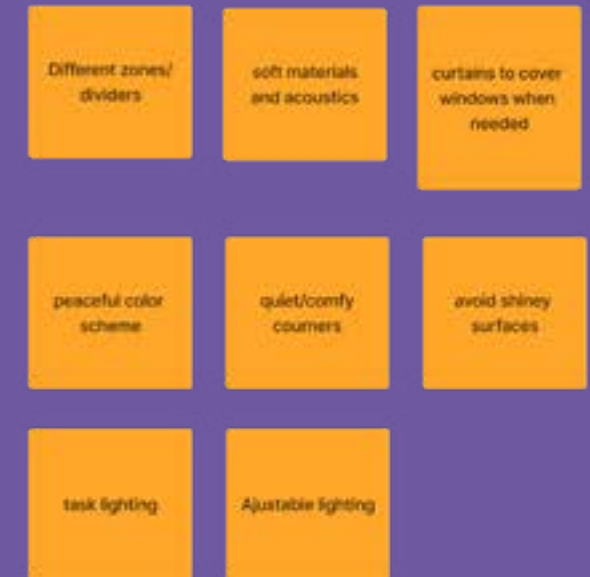 Different zones/
dividers
soft materials
and acoustics
curtains to cover
windows when
needed
peaceful color
scheme
quiet/comfy
courners
avoid shiney
surfaces
task lighting
Ajustable lighting